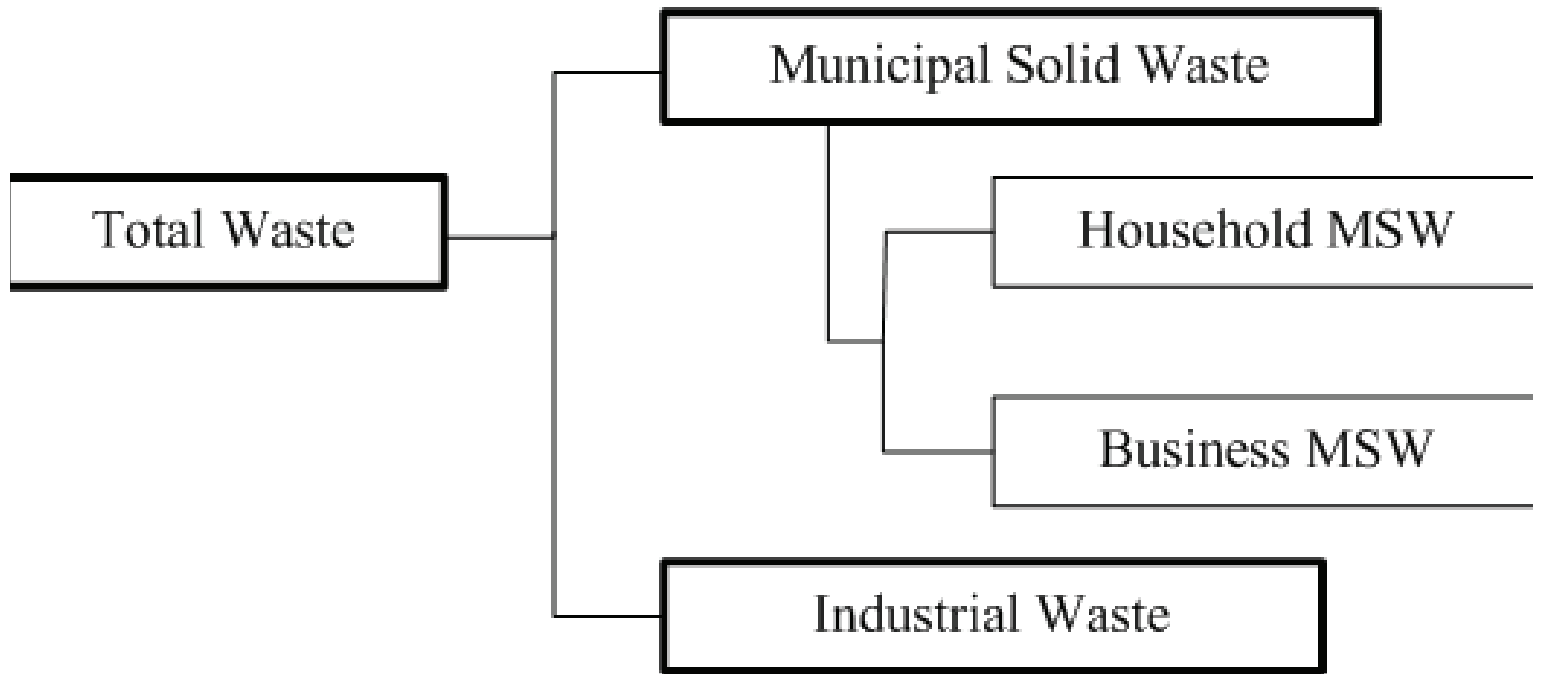 Municipal Solid Waste
Total Waste
Household MSW
Business MSW
Industrial Waste